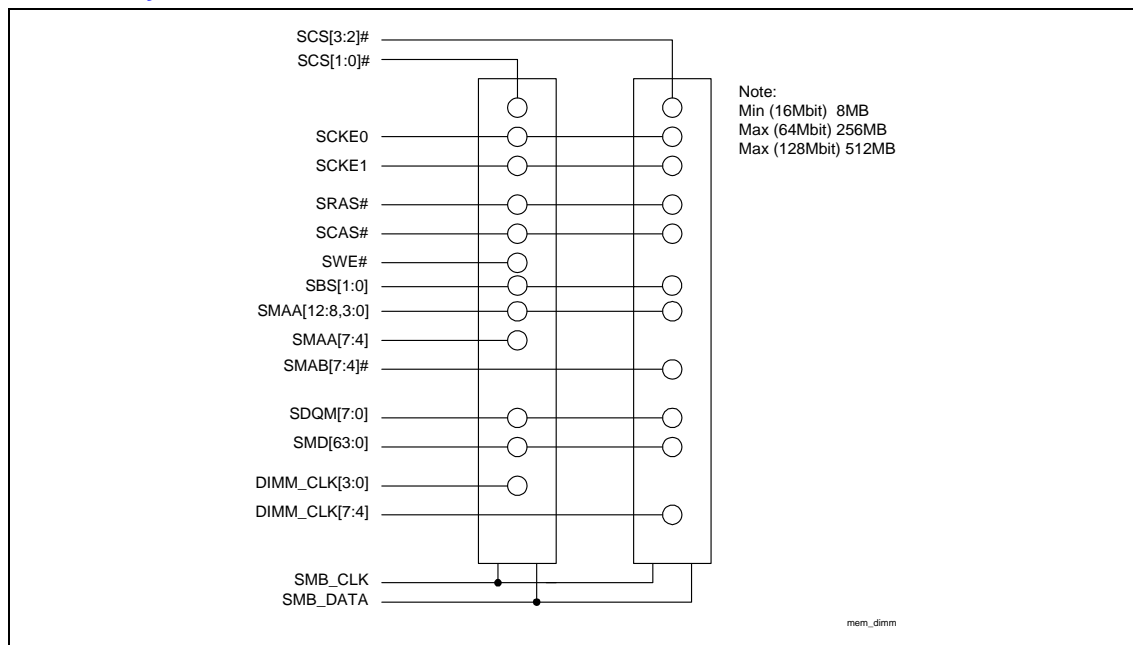 SCS[3:2]#
SCS[1:0]#
Note:
Min (16Mbit) 8MB
Max (64Mbit) 256MB
Max (128Mbit) 512MB
SCKE0
SCKE1
SRAS#
SCAS#
SWE#
SBS[1:0]
SMAA[12:8,3:0]
SMAA[7:4]
SMAB[7:4]#
SDQM[7:0]
SMD[63:0]
DIMM_CLK[3:0]
DIMM_CLK[7:4]
SMB_CLK
SMB_DATA
mem_dimm